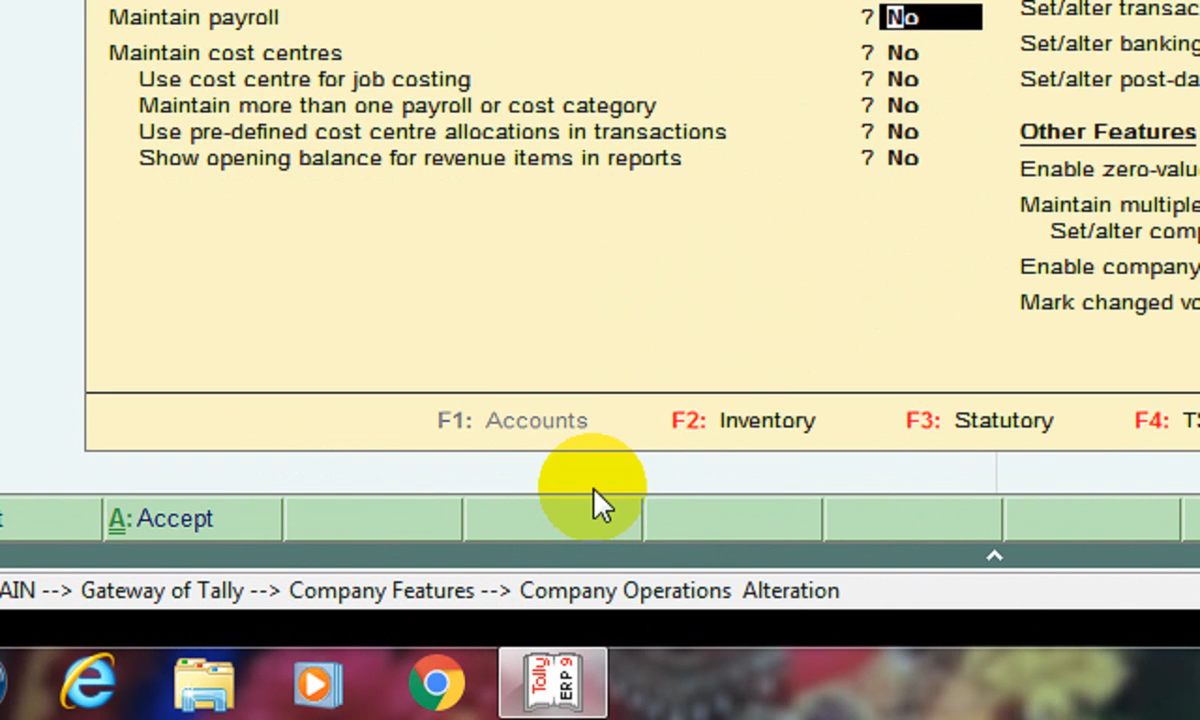 Maintain payroll ? No
Maintain cost centres ? No
Use cost centre for job costing ? No
Maintain more than one payroll or cost category ? No
Use pre-defined cost centre allocations in transactions ? No
Show opening balance for revenue items in reports ? No
Set/alter transac
Set/alter banking
Set/alter post-da
Other Features
Enable zero-valu
Maintain multiple
Set/alter comp
Enable company
Mark changed vo
F1: Accounts F2: Inventory F3: Statutory F4: TS
t A: Accept
AIN --> Gateway of Tally --> Company Features --> Company Operations Alteration
Tally
ERP 9